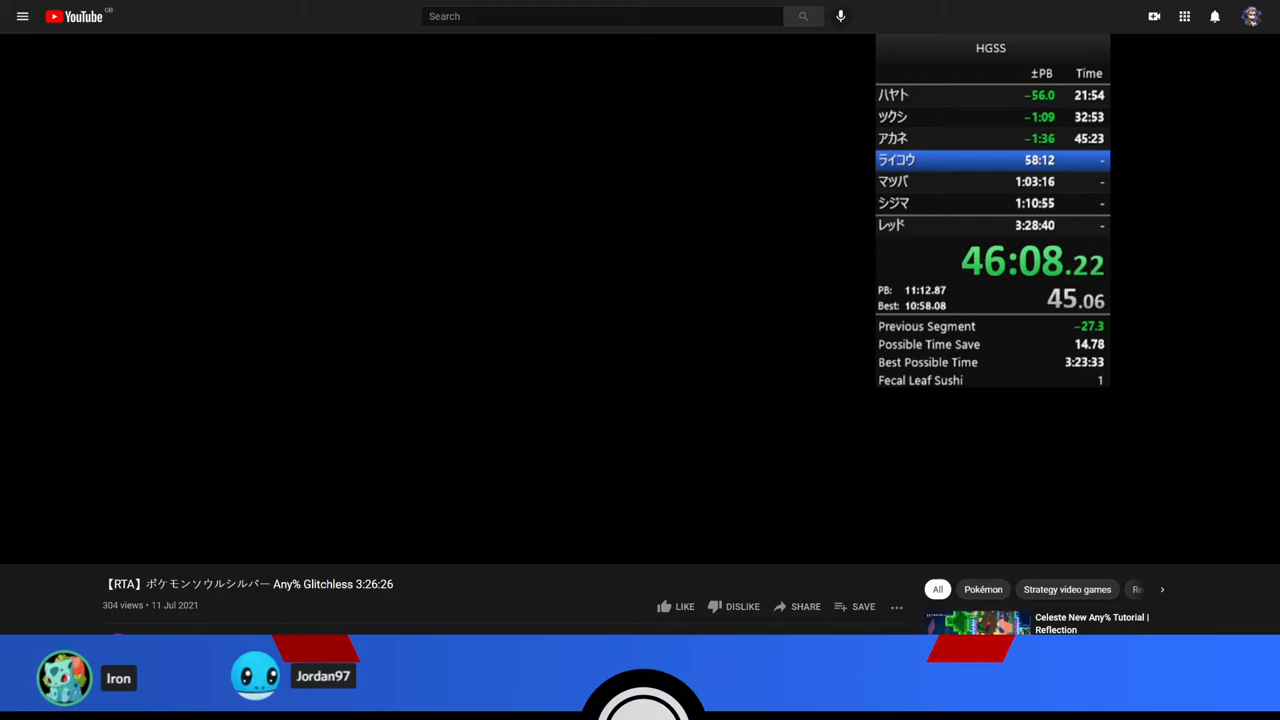 YouTube GB
Search
HGSS
±PB Time
ハヤト -56.0 21:54
ツクシ -1:09 32:53
アカネ -1:36 45:23
ライコウ 58:12 -
マツバ 1:03:16 -
シジマ 1:10:55 -
レッド 3:28:40 -
46:08.22
PB: 11:12.87
45.06
Best: 10:58.08
Previous Segment -27.3
Possible Time Save 14.78
Best Possible Time 3:23:33
Fecal Leaf Sushi 1
【RTA】ポケモンソウルシルバー Any% Glitchless 3:26:26
304 views • 11 Jul 2021
LIKE DISLIKE SHARE SAVE
All Pokémon Strategy video games Re
Celeste New Any% Tutorial |
Reflection
Iron
Jordan97